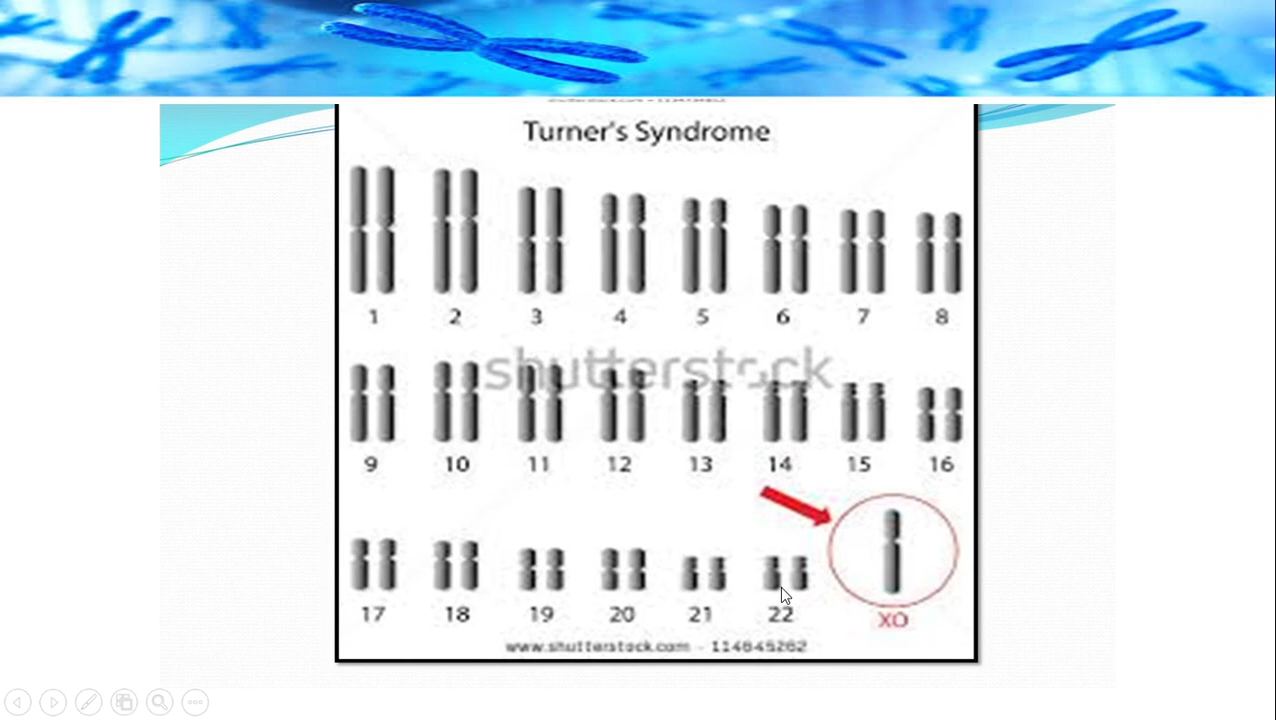 Turner's Syndrome
1 2 3 4 5 6 7 8
shutterstock
9 10 11 12 13 14 15 16
17 18 19 20 21 22 XO
www.shutterstock.com - 114645262